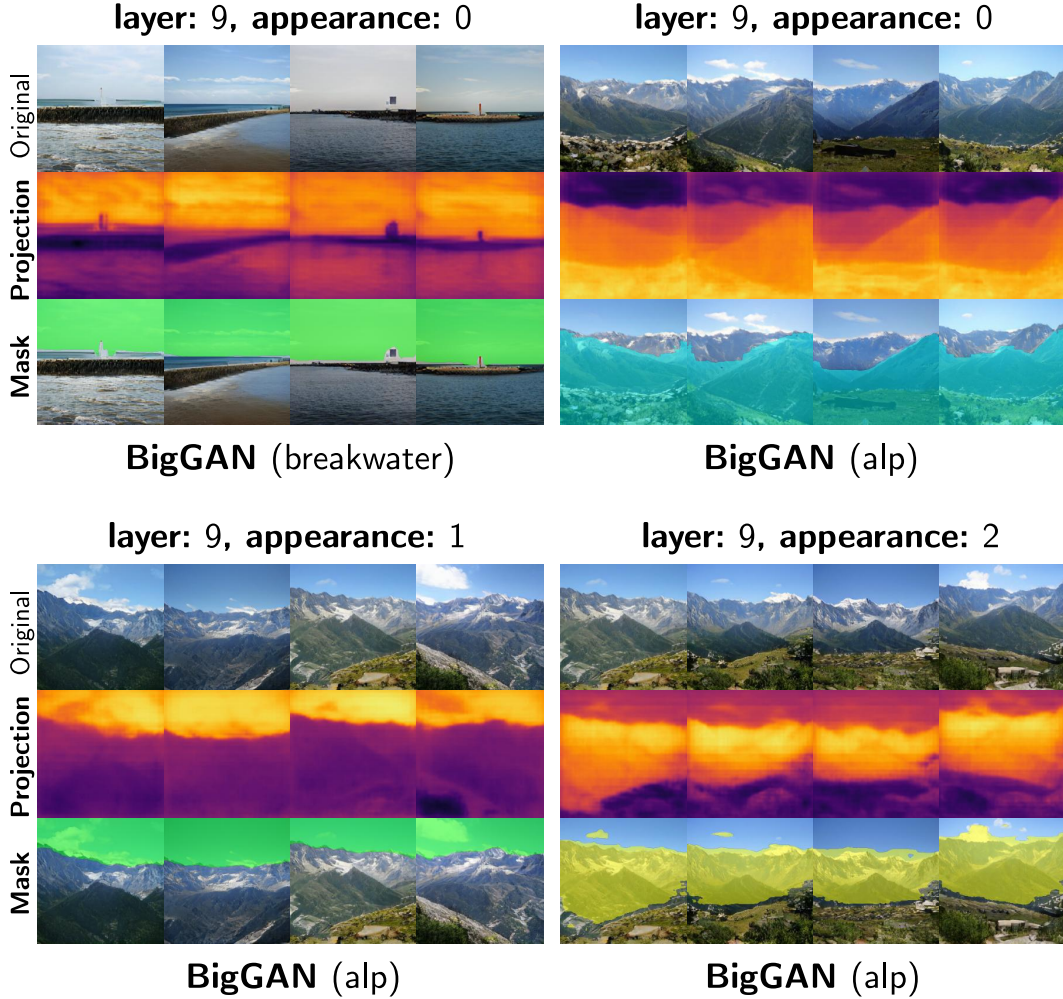 layer: 9, appearance: 0
Original
Projection
Mask
BigGAN (breakwater)
layer: 9, appearance: 0
BigGAN (alp)
layer: 9, appearance: 1
Original
Projection
Mask
BigGAN (alp)
layer: 9, appearance: 2
BigGAN (alp)